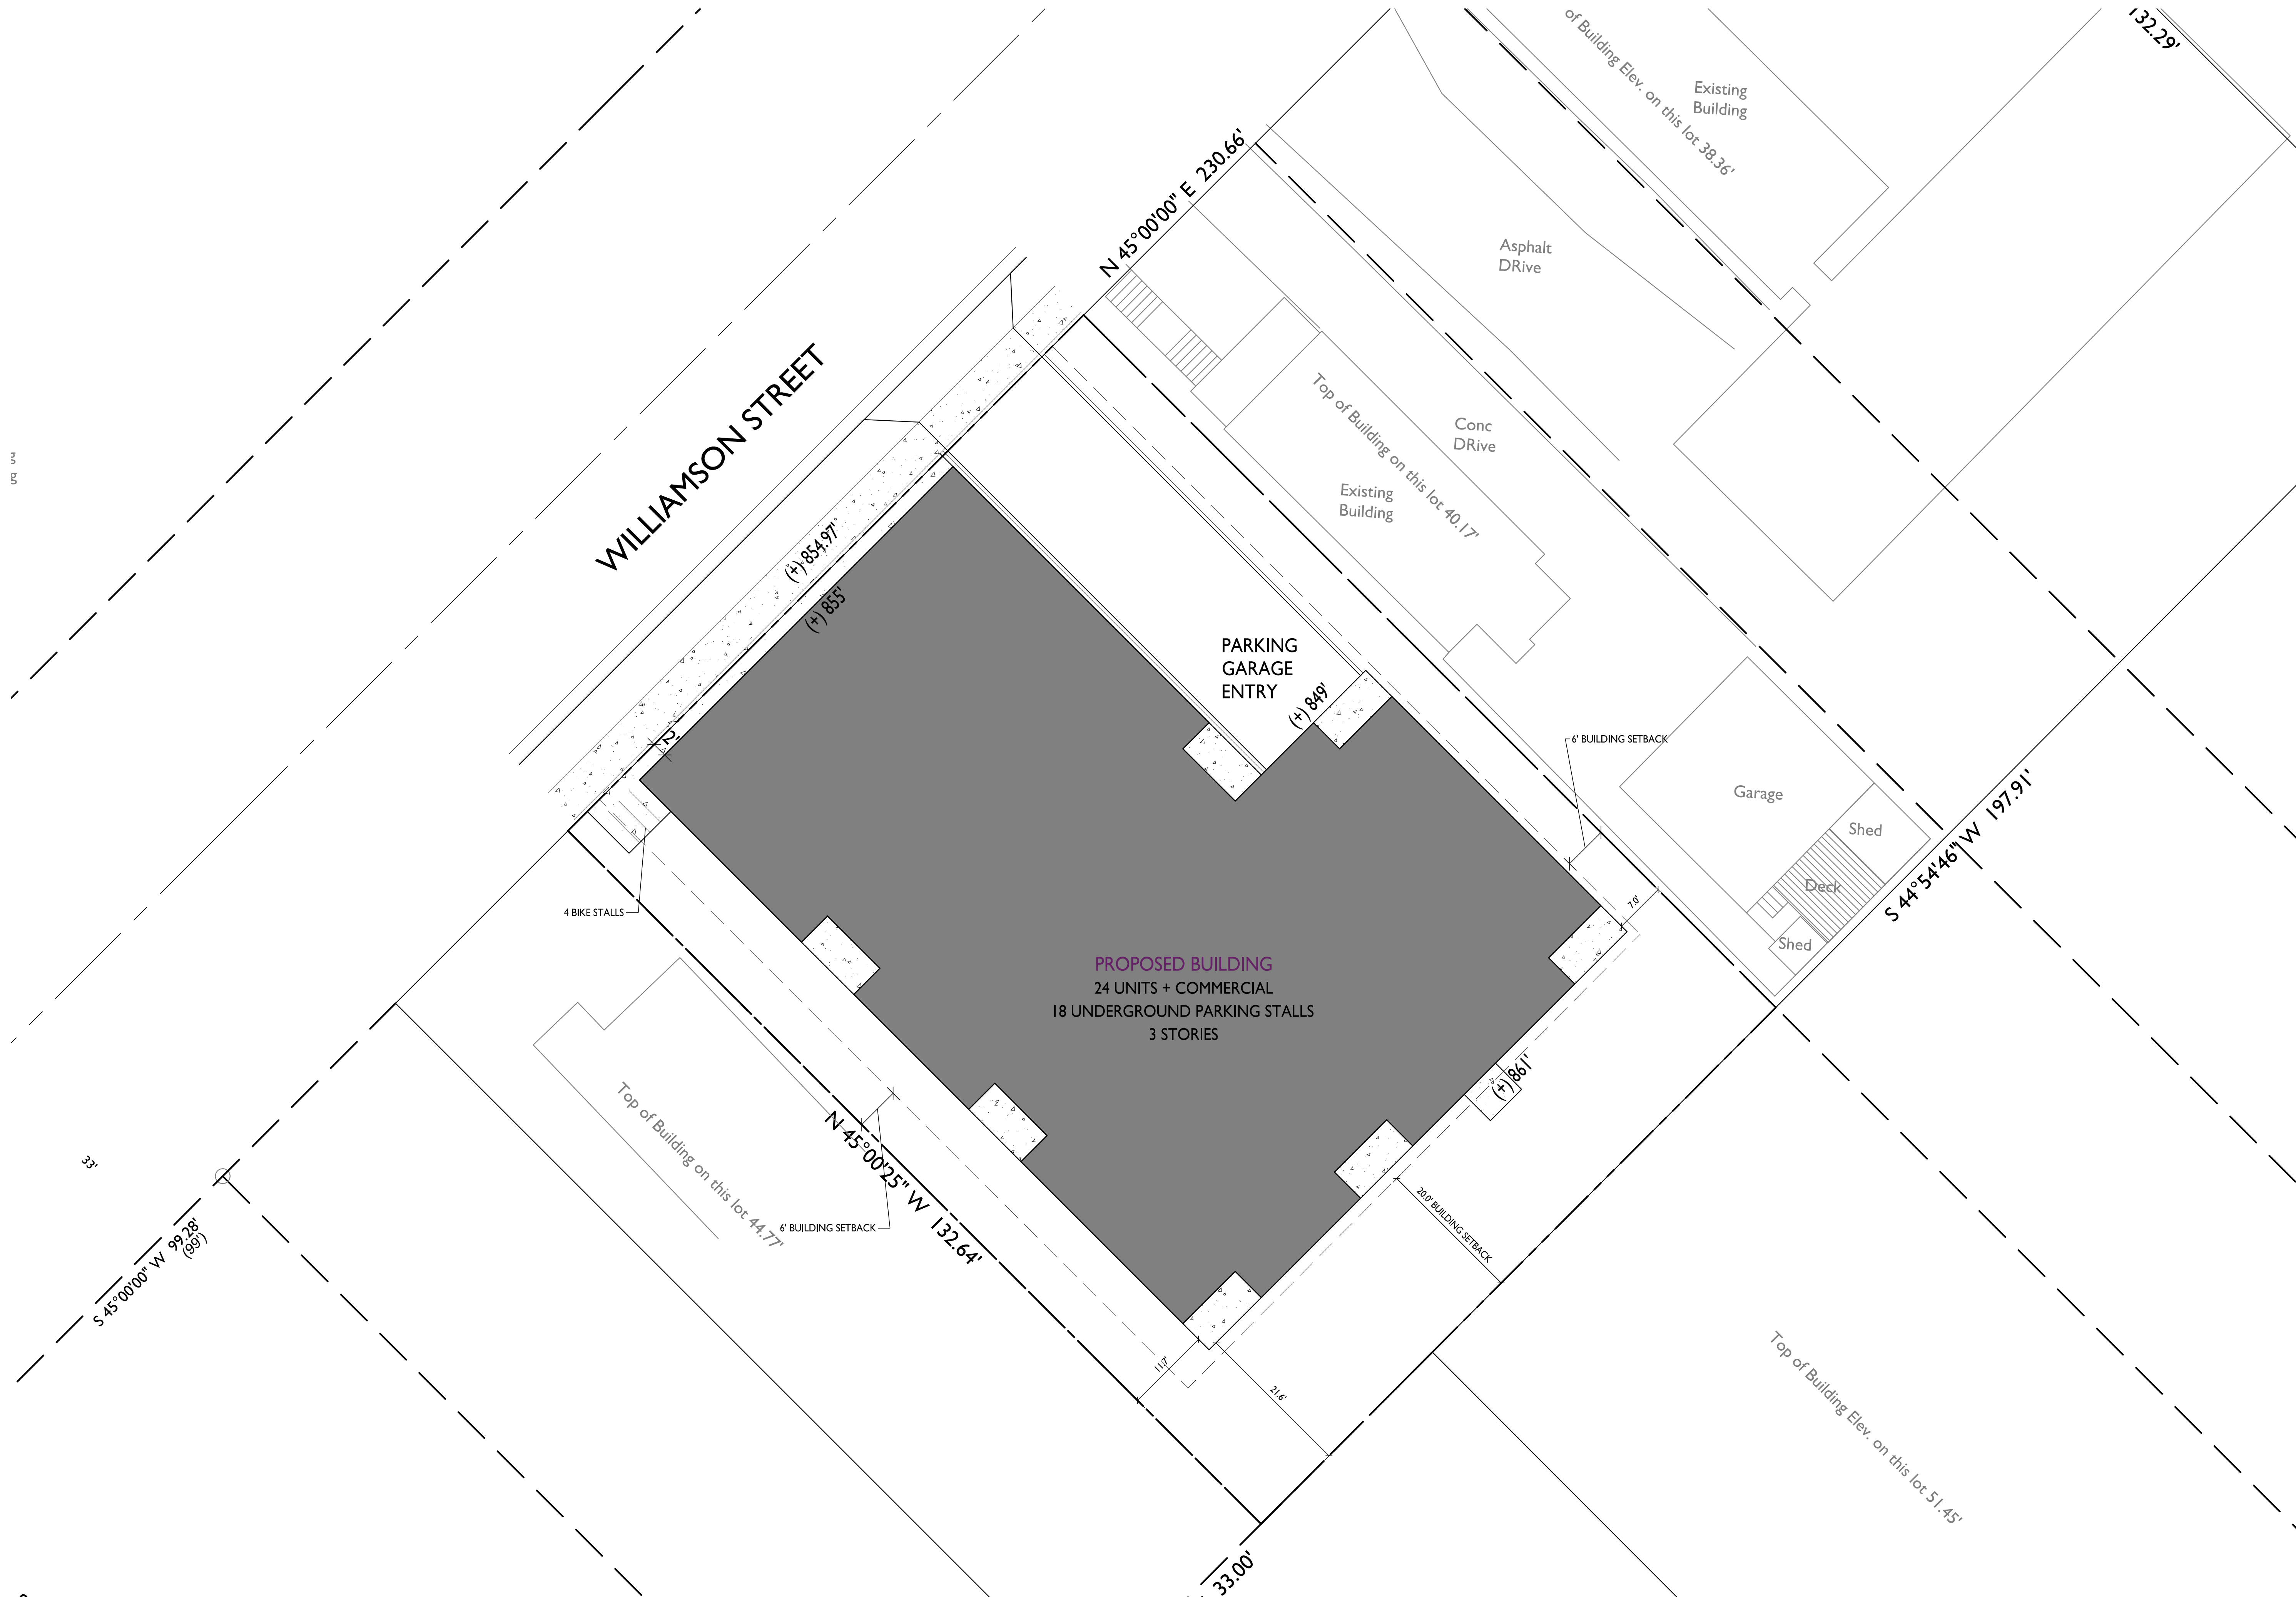 132.29'
of Building Elev. on this lot 38.36'
Existing
Building
N 45°00'00" E 230.66'
Asphalt
DRive
WILLIAMSON STREET
Top of Building on this lot 40.17'
Conc
DRive
Existing
Building
g
(+) 854.97'
(+) 855'
PARKING
GARAGE
ENTRY
(+) 849'
2'
6' BUILDING SETBACK
Garage
Shed
Deck
Shed
S 44°54'46" W 197.91'
7.0'
4 BIKE STALLS
PROPOSED BUILDING
24 UNITS + COMMERCIAL
18 UNDERGROUND PARKING STALLS
3 STORIES
(+) 861'
Top of Building on this lot 44.77'
N 45°00'25" W 132.64'
6' BUILDING SETBACK
20.0' BUILDING SETBACK
33'
S 45°00'00" W 99.28'
(99')
11.7'
21.6'
Top of Building Elev. on this lot 51.45'
33.00'